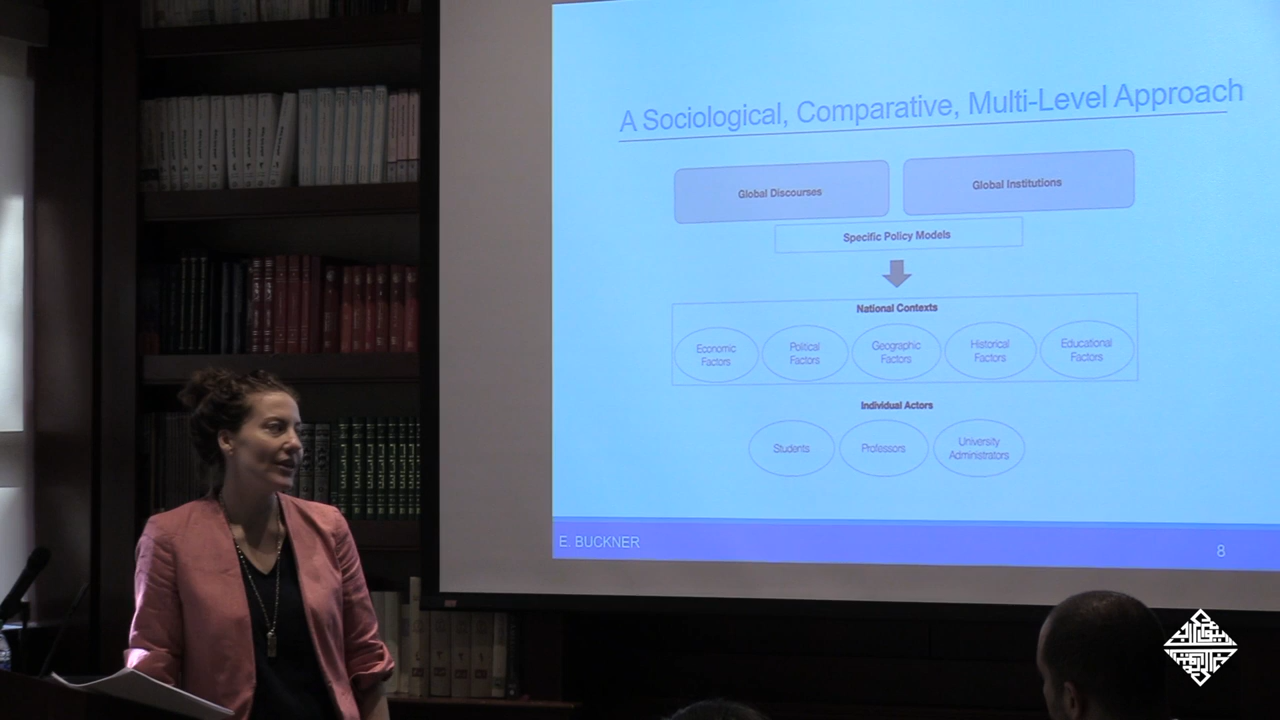 A Sociological, Comparative, Multi-Level Approach
Global Discourses
Global Institutions
Specific Policy Models
National Contexts
Economic
Factors
Political
Factors
Geographic
Factors
Historical
Factors
Educational
Factors
Individual Actors
Students
Professors
University
Administrators
E. BUCKNER
8